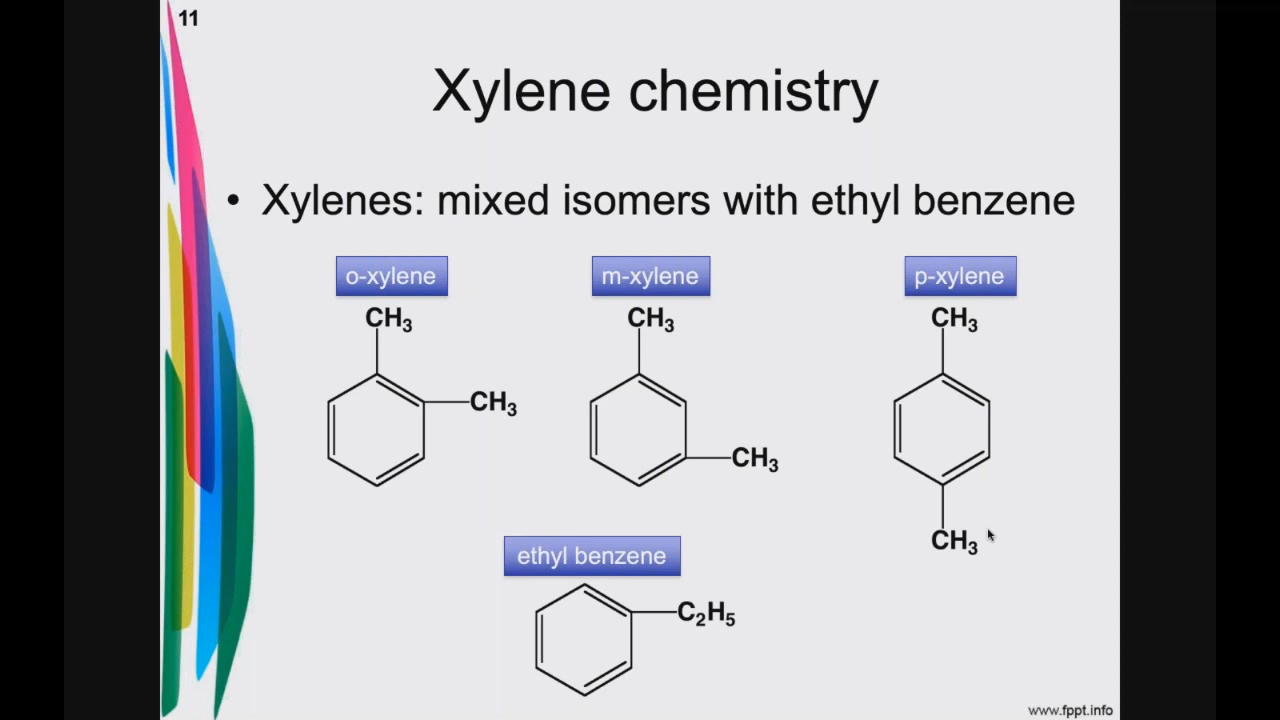 11
Xylene chemistry
• Xylenes: mixed isomers with ethyl benzene
o-xylene
m-xylene
p-xylene
CH₃
CH₃
CH₃
CH₃
CH₃
CH₃
ethyl benzene
C₂H₅
www.fppt.info